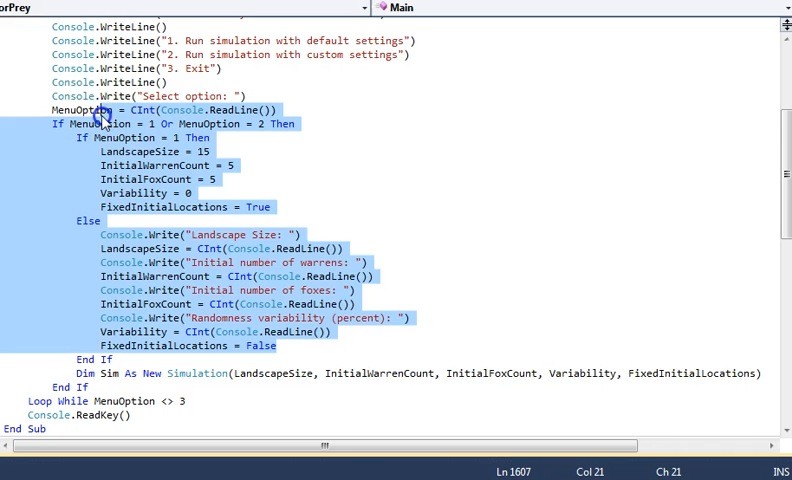 orPrey Main
Console.WriteLine()
Console.WriteLine("1. Run simulation with default settings")
Console.WriteLine("2. Run simulation with custom settings")
Console.WriteLine("3. Exit")
Console.WriteLine()
Console.Write("Select option: ")
MenuOption = CInt(Console.ReadLine())
If MenuOption = 1 Or MenuOption = 2 Then
If MenuOption = 1 Then
LandscapeSize = 15
InitialWarrenCount = 5
InitialFoxCount = 5
Variability = 0
FixedInitialLocations = True
Else
Console.Write("Landscape Size: ")
LandscapeSize = CInt(Console.ReadLine())
Console.Write("Initial number of warrens: ")
InitialWarrenCount = CInt(Console.ReadLine())
Console.Write("Initial number of foxes: ")
InitialFoxCount = CInt(Console.ReadLine())
Console.Write("Randomness variability (percent): ")
Variability = CInt(Console.ReadLine())
FixedInitialLocations = False
End If
Dim Sim As New Simulation(LandscapeSize, InitialWarrenCount, InitialFoxCount, Variability, FixedInitialLocations)
End If
Loop While MenuOption <> 3
Console.ReadKey()
End Sub
Ln 1607 Col 21 Ch 21 INS